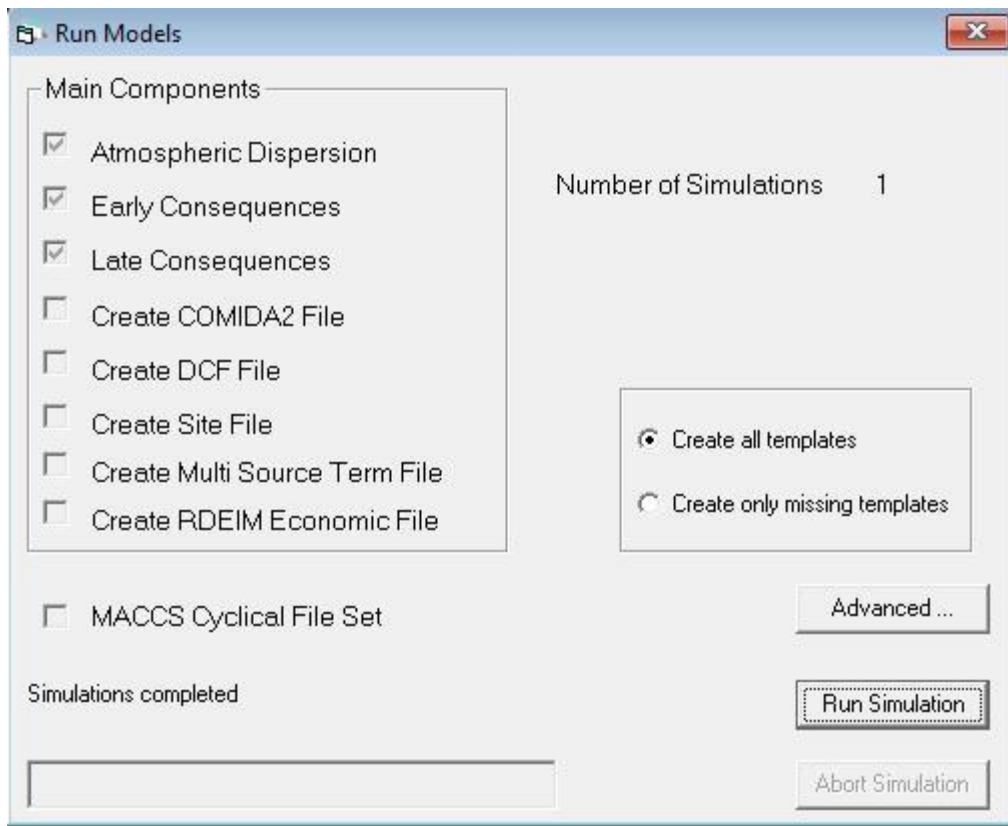 Run Models
Main Components
Atmospheric Dispersion
Early Consequences
Late Consequences
Create COMIDA2 File
Create DCF File
Create Site File
Create Multi Source Term File
Create RDEIM Economic File
Number of Simulations 1
Create all templates
Create only missing templates
MACCS Cyclical File Set
Advanced ...
Simulations completed
Run Simulation
Abort Simulation